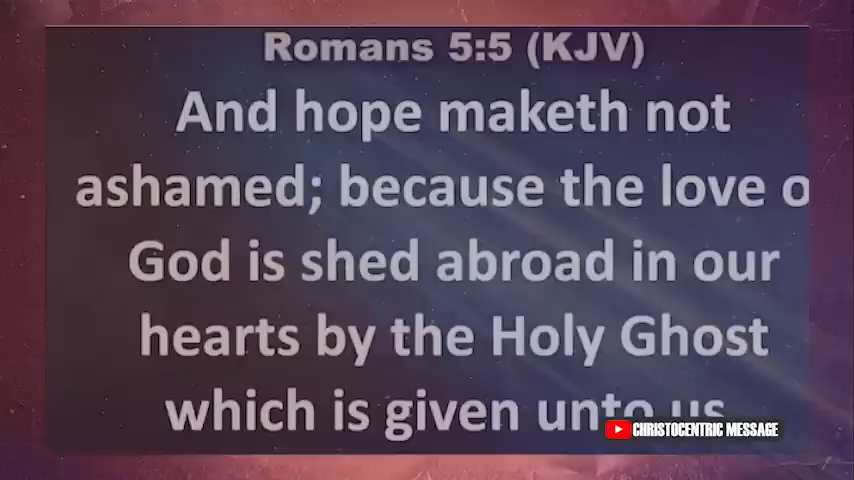 Romans 5:5 (KJV)
And hope maketh not
ashamed; because the love o
God is shed abroad in our
hearts by the Holy Ghost
which is given unto us
CHRISTOCENTRIC MESSAGE